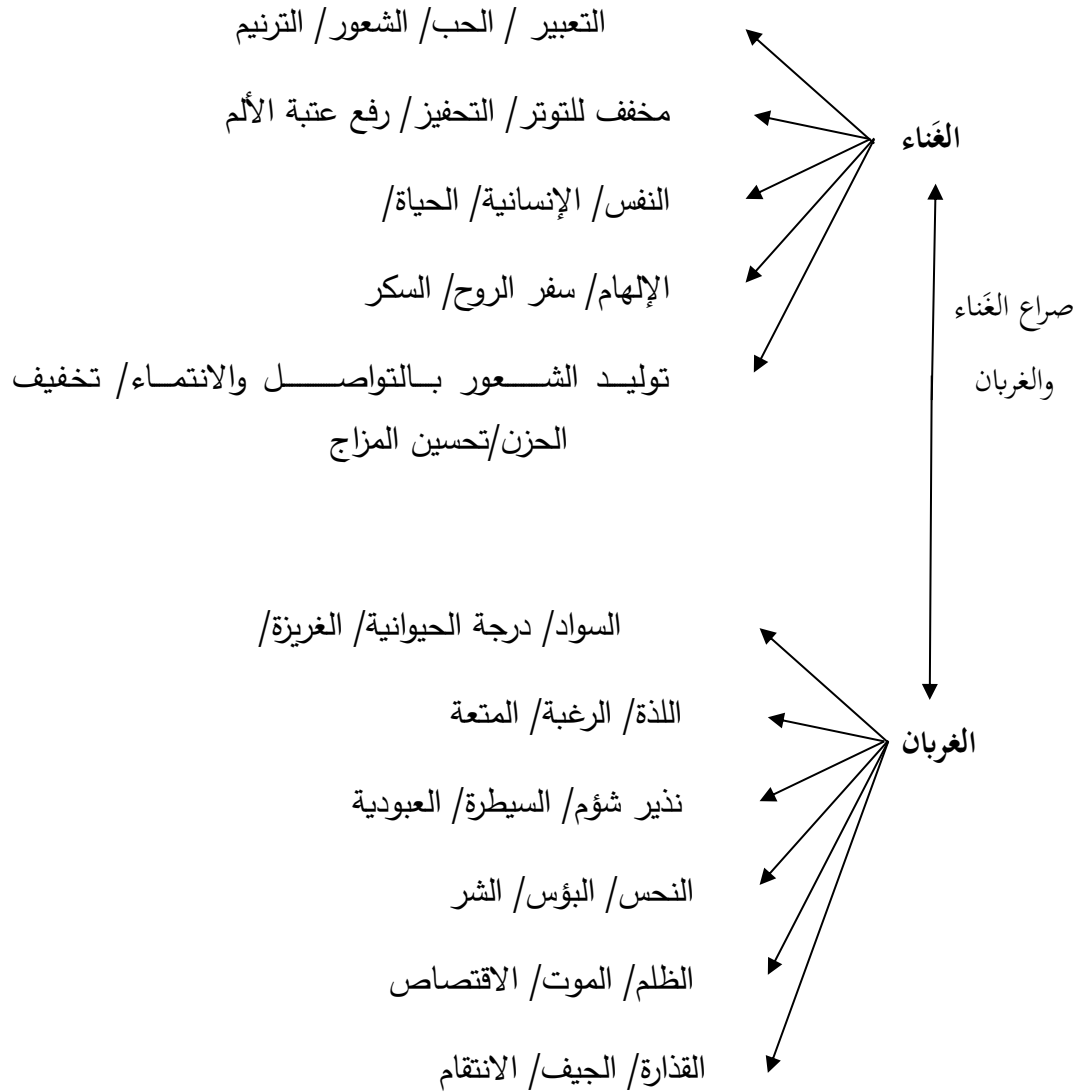 التعبير / الحب/ الشعور/ الترنيم
مخفف للتوتر/ التحفيز/ رفع عتبة الألم
الغَناء
النفس/ الإنسانية/ الحياة/
الإلهام/ سفر الروح/ السكر
صراع الغَناء
توليد الشعور بالتواصل والانتماء/ تخفيف
والغربان
الحزن/تحسين المزاج
السواد/ درجة الحيوانية/ الغريزة/
اللذة/ الرغبة/ المتعة
الغربان
نذير شؤم/ السيطرة/ العبودية
النحس/ البؤس/ الشر
الظلم/ الموت/ الاقتصاص
القذارة/ الجيف/ الانتقام